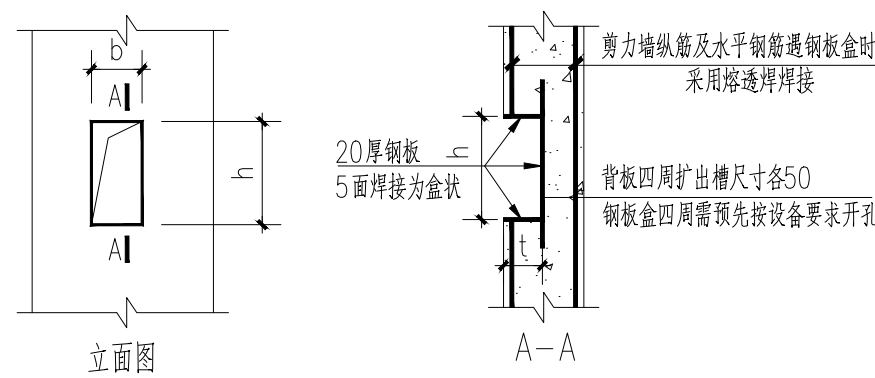 b
A
h
A
立面图
剪力墙纵筋及水平钢筋遇钢板盒时
采用熔透焊焊接
20厚钢板
5面焊接为盒状
h
背板四周扩出槽尺寸各50
钢板盒四周需预先按设备要求开孔
t
A-A